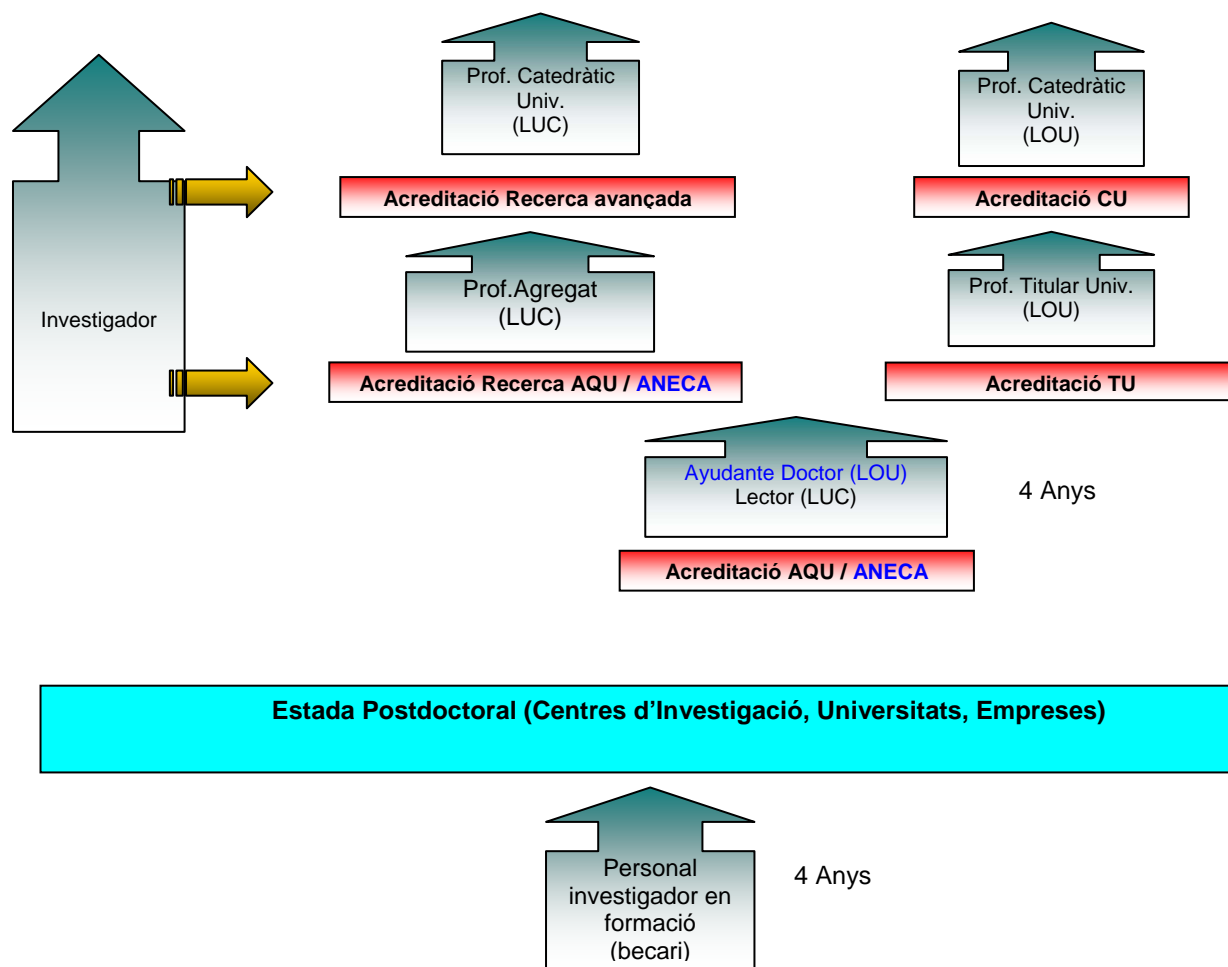 Prof. Catedràtic
Univ.
(LUC)
Prof. Catedràtic
Univ.
(LOU)
Acreditació Recerca avançada
Acreditació CU
Investigador
Prof.Agregat
(LUC)
Prof. Titular Univ.
(LOU)
Acreditació Recerca AQU / ANECA
Acreditació TU
Ayudante Doctor (LOU)
Lector (LUC)
4 Anys
Acreditació AQU / ANECA
Estada Postdoctoral (Centres d’Investigació, Universitats, Empreses)
Personal
investigador en
formació
(becari)
4 Anys